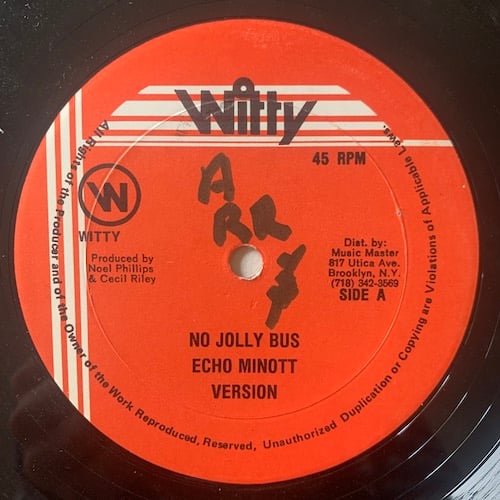 Witty
45 RPM
W
WITTY
Produced by
Noel Phillips
& Cecil Riley
Dist. by:
Music Master
817 Utica Ave.
Brooklyn, N.Y.
(718) 342-3569
SIDE A
NO JOLLY BUS
ECHO MINOTT
VERSION
All Rights of the Producer and of the Owner of the Work Reproduced, Reserved, Unauthorized Duplication or Copying are Violations of Applicable Laws.